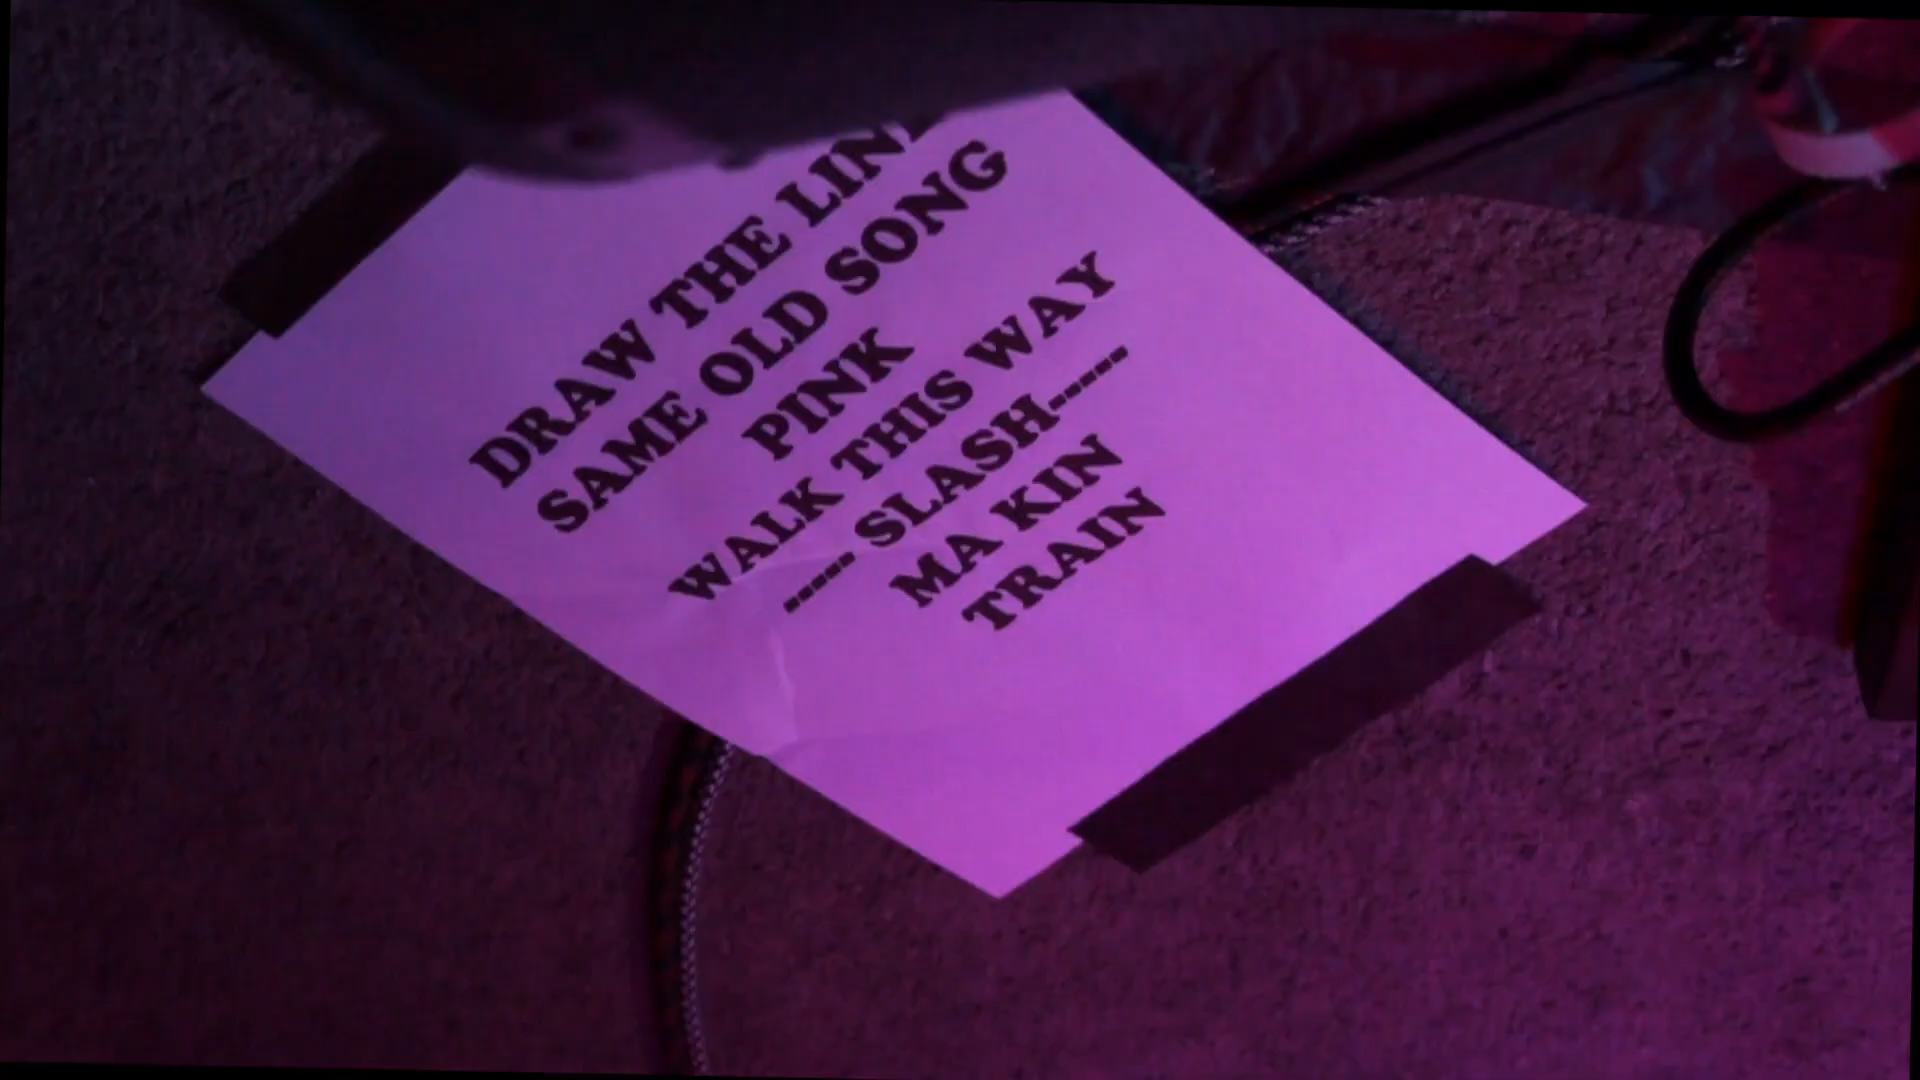 DRAW THE LIN
SAME OLD SONG
PINK
WALK THIS WAY
----- SLASH-----
MA KIN
TRAIN